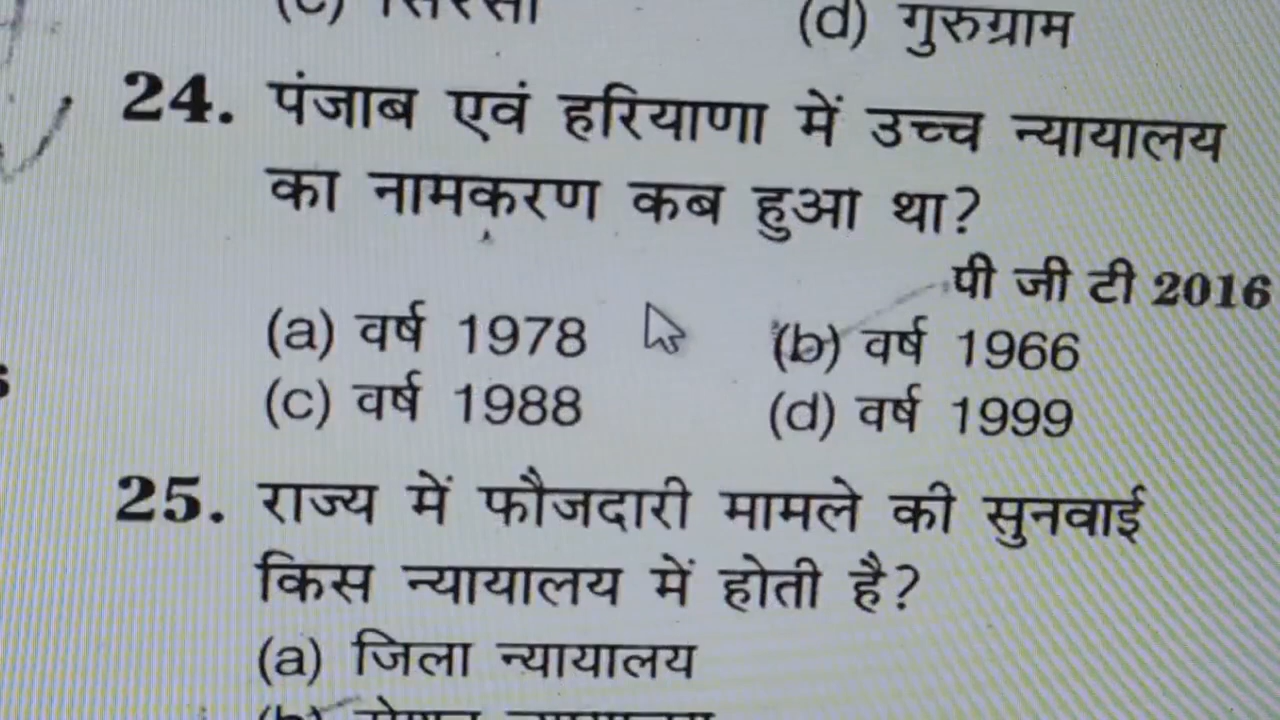 (c) सिरसा (d) गुरुग्राम
24. पंजाब एवं हरियाणा में उच्च न्यायालय
का नामकरण कब हुआ था?
पी जी टी 2016
(a) वर्ष 1978 (b) वर्ष 1966
(c) वर्ष 1988 (d) वर्ष 1999
25. राज्य में फौजदारी मामले की सुनवाई
किस न्यायालय में होती है?
(a) जिला न्यायालय